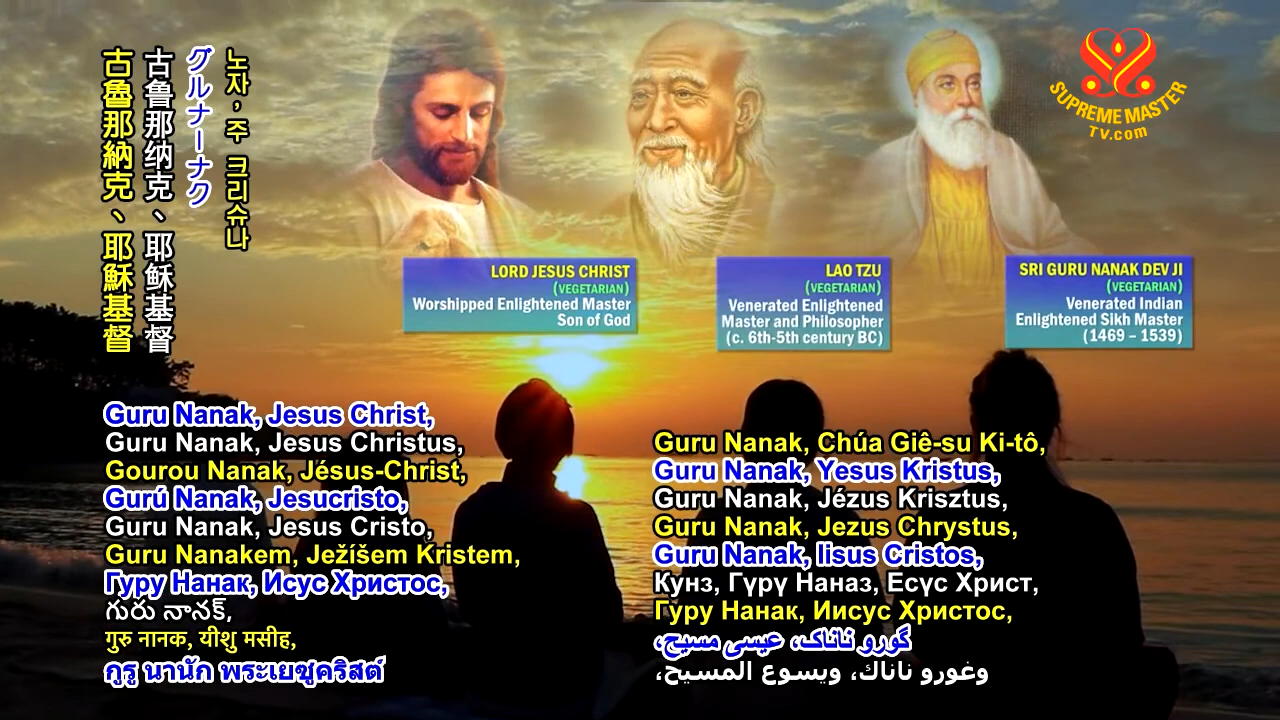 노자, 주 크리슈나
グルナーナク
古鲁那纳克、耶稣基督
古魯那納克、耶穌基督
SUPREME MASTER
TV.com
LORD JESUS CHRIST
(VEGETARIAN)
Worshipped Enlightened Master
Son of God
LAO TZU
(VEGETARIAN)
Venerated Enlightened
Master and Philosopher
(c. 6th-5th century BC)
SRI GURU NANAK DEV JI
(VEGETARIAN)
Venerated Indian
Enlightened Sikh Master
(1469 – 1539)
Guru Nanak, Jesus Christ,
Guru Nanak, Jesus Christus,
Gourou Nanak, Jésus-Christ,
Gurú Nanak, Jesucristo,
Guru Nanak, Jesus Cristo,
Guru Nanakem, Ježíšem Kristem,
Гуру Нанак, Исус Христос,
గురు నానక్,
गुरु नानक, यीशु मसीह,
กูรู นานัก พระเยซูคริสต์
Guru Nanak, Chúa Giê-su Ki-tô,
Guru Nanak, Yesus Kristus,
Guru Nanak, Jézus Krisztus,
Guru Nanak, Jezus Chrystus,
Guru Nanak, Iisus Cristos,
Кунз, Гүрү Наназ, Есүс Христ,
Гуру Нанак, Иисус Христос,
گورو ناناک، عیسی مسیح،
وغورو ناناك، ويسوع المسيح،